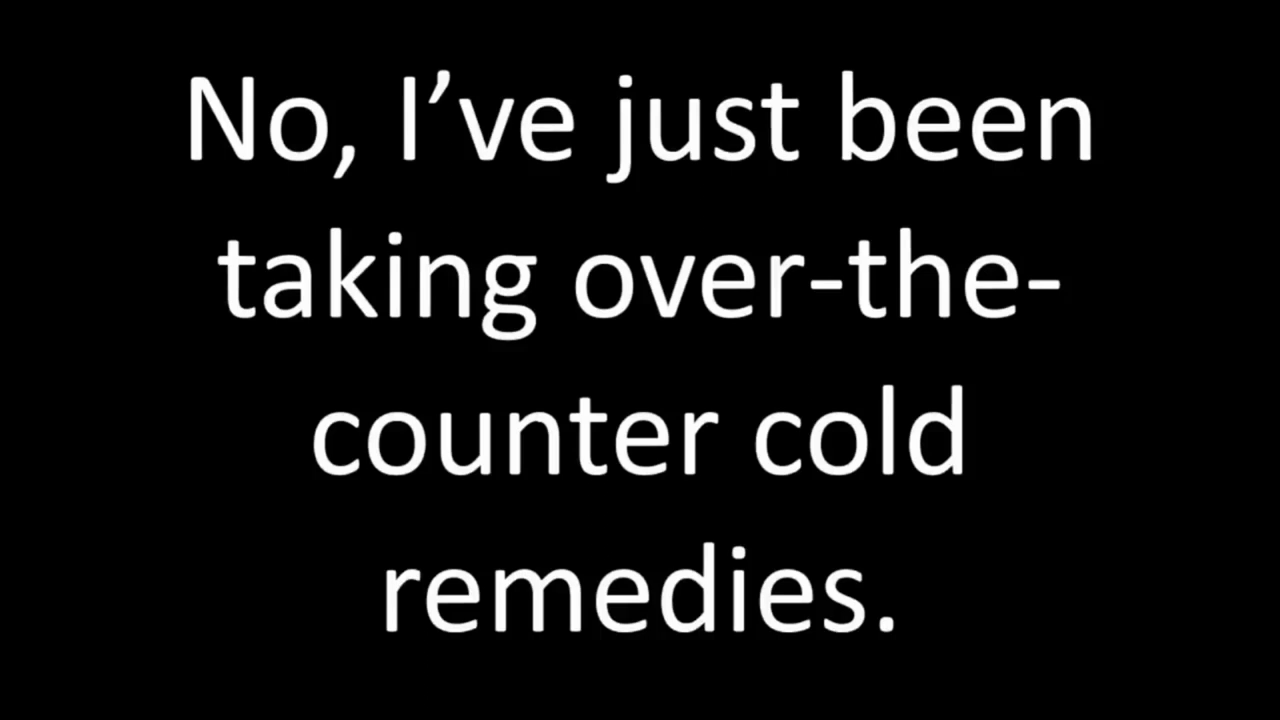 No, I’ve just been
taking over-the-
counter cold
remedies.